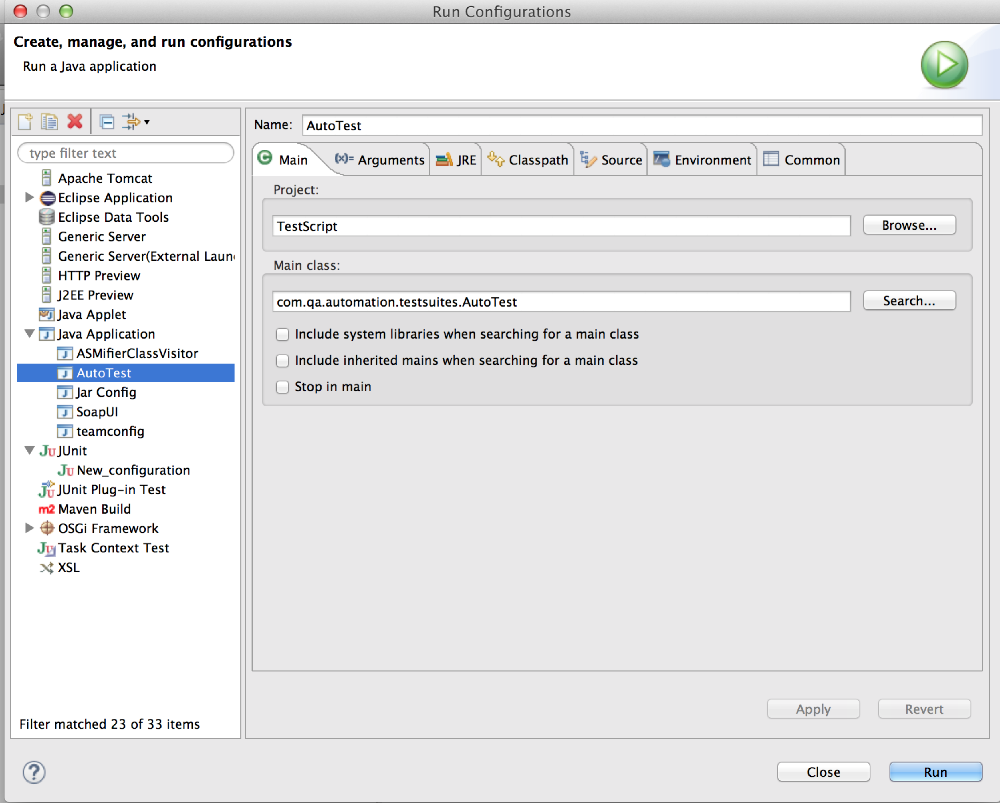 Run Configurations
Create, manage, and run configurations
Run a Java application
type filter text
Apache Tomcat
Eclipse Application
Eclipse Data Tools
Generic Server
Generic Server(External Laun
HTTP Preview
J2EE Preview
Java Applet
Java Application
ASMifierClassVisitor
AutoTest
Jar Config
SoapUI
teamconfig
JUnit
New_configuration
JUnit Plug-in Test
m2 Maven Build
OSGi Framework
Task Context Test
XSL
Filter matched 23 of 33 items
Name: AutoTest
Main (x)= Arguments JRE Classpath Source Environment Common
Project:
TestScript Browse...
Main class:
com.qa.automation.testsuites.AutoTest Search...
Include system libraries when searching for a main class
Include inherited mains when searching for a main class
Stop in main
Apply Revert
? Close Run